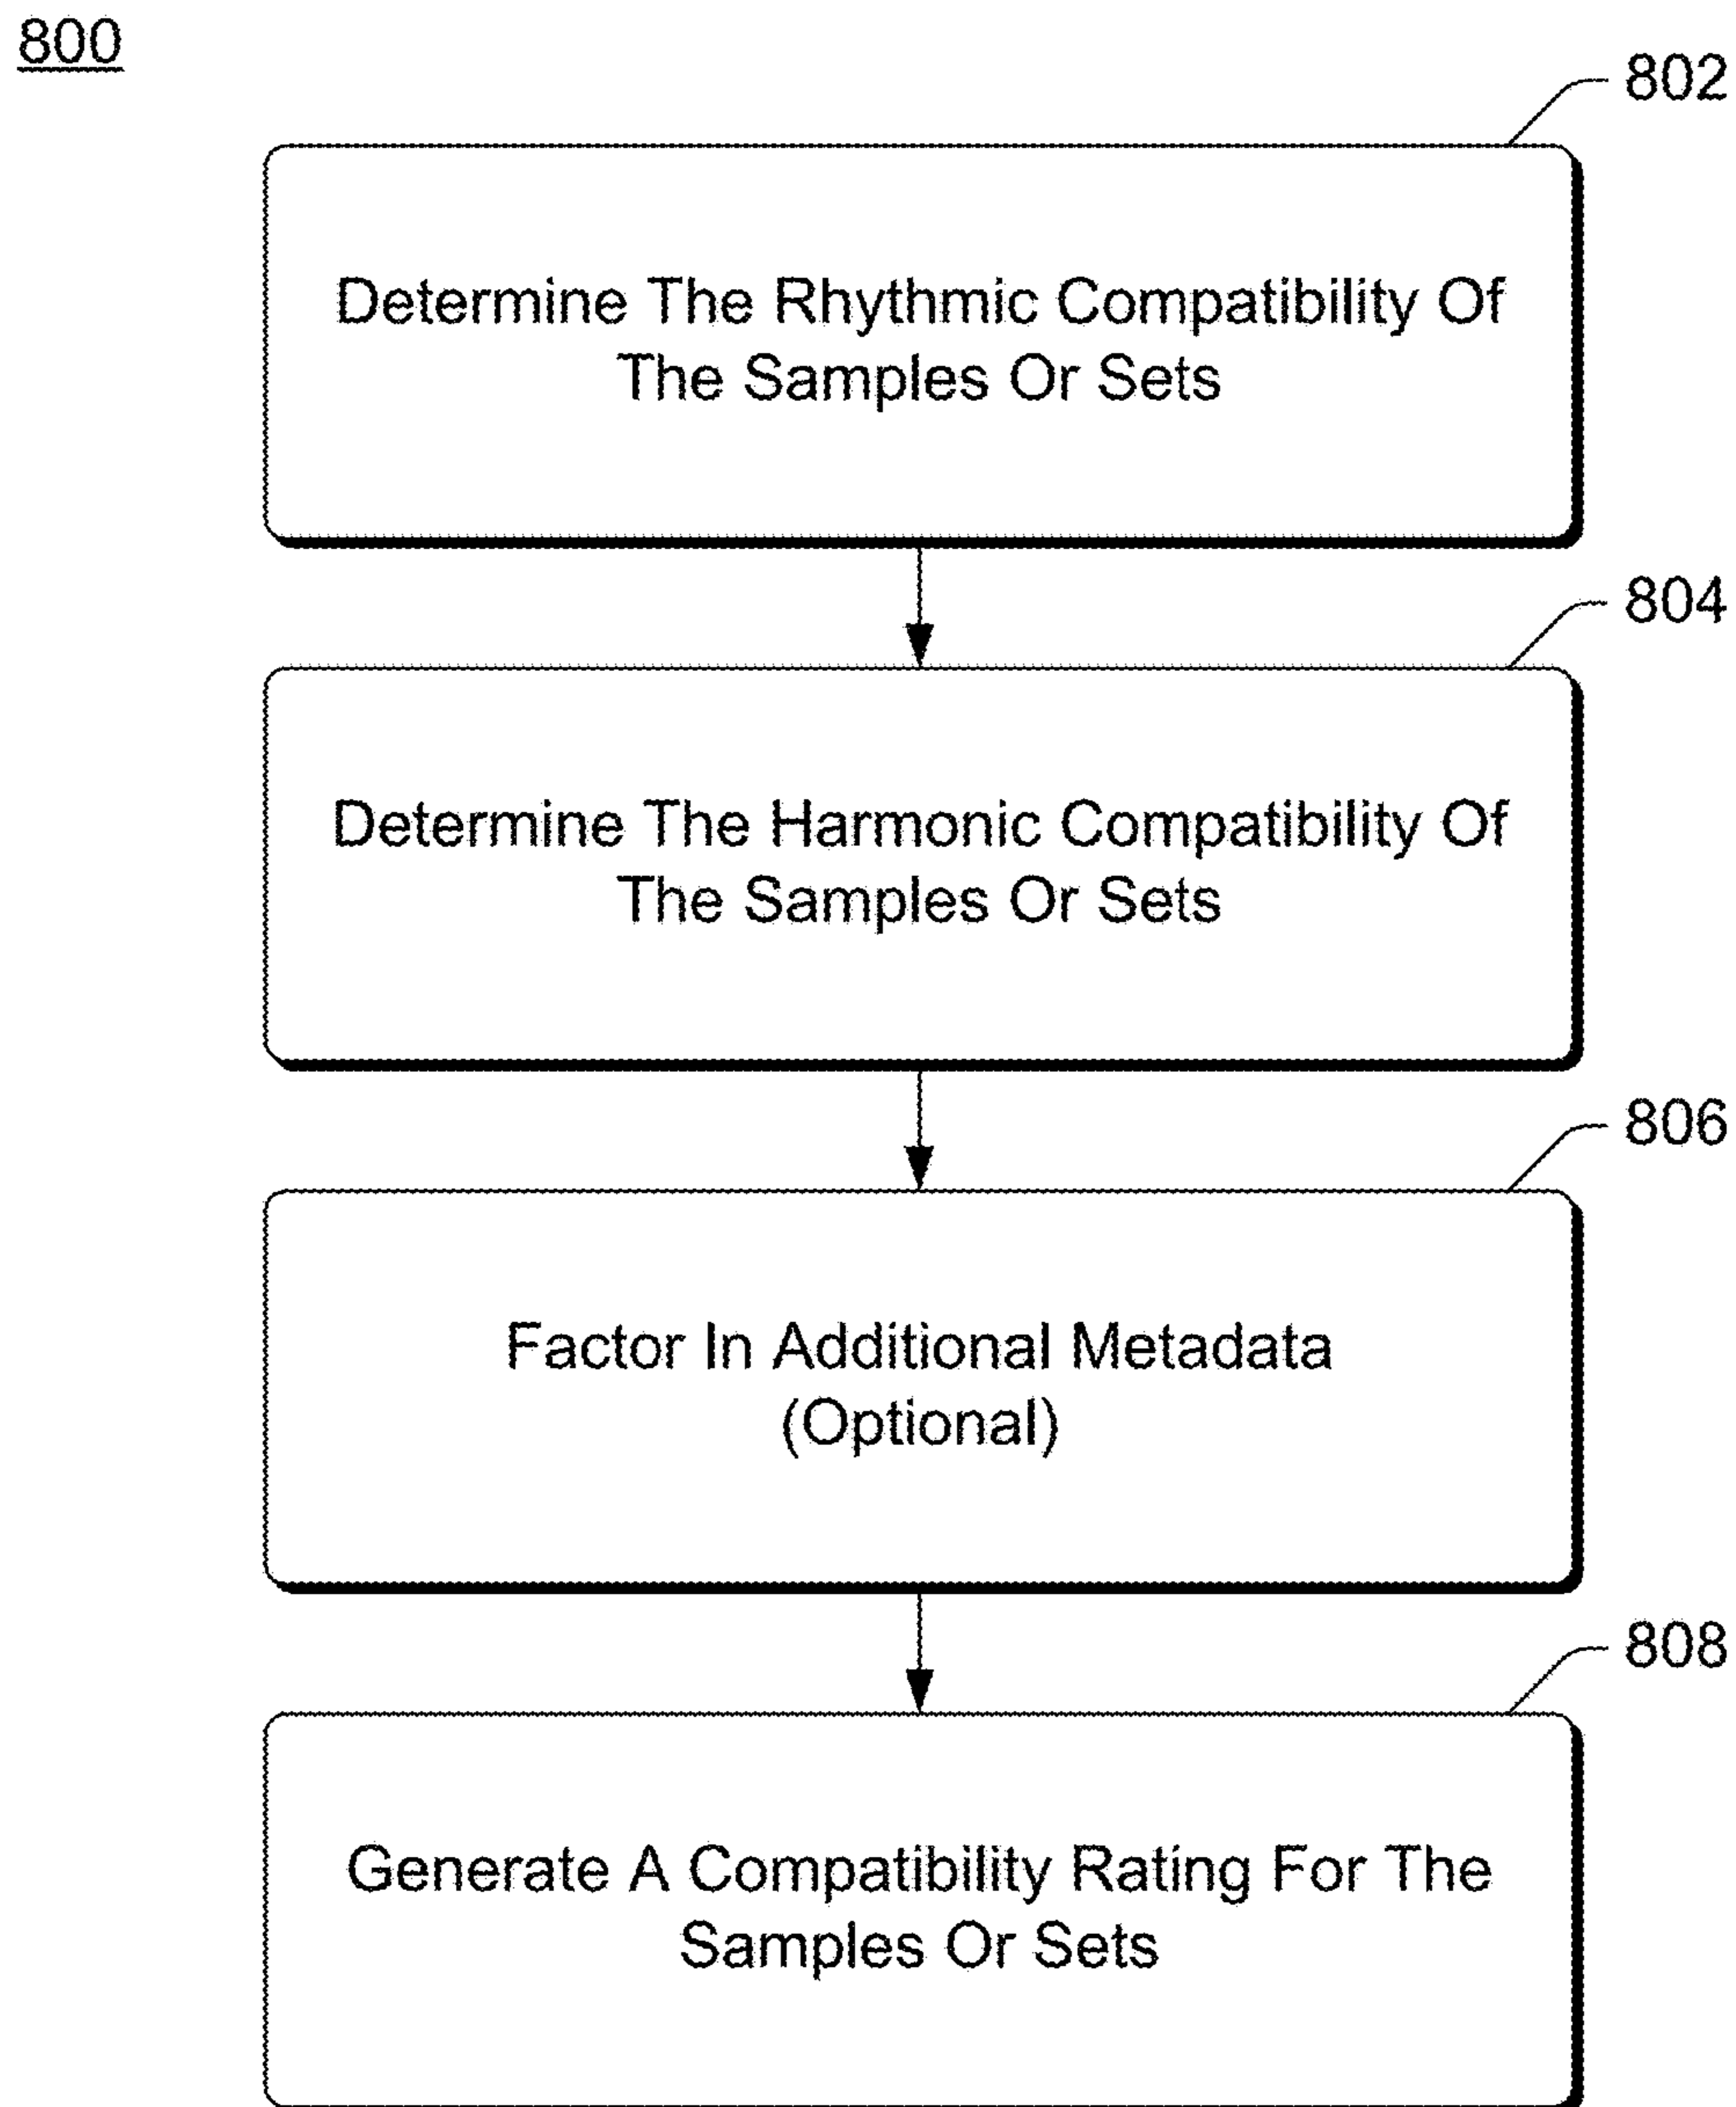 800
802
Determine The Rhythmic Compatibility Of
The Samples Or Sets
804
Determine The Harmonic Compatibility Of
The Samples Or Sets
806
Factor In Additional Metadata
(Optional)
808
Generate A Compatibility Rating For The
Samples Or Sets